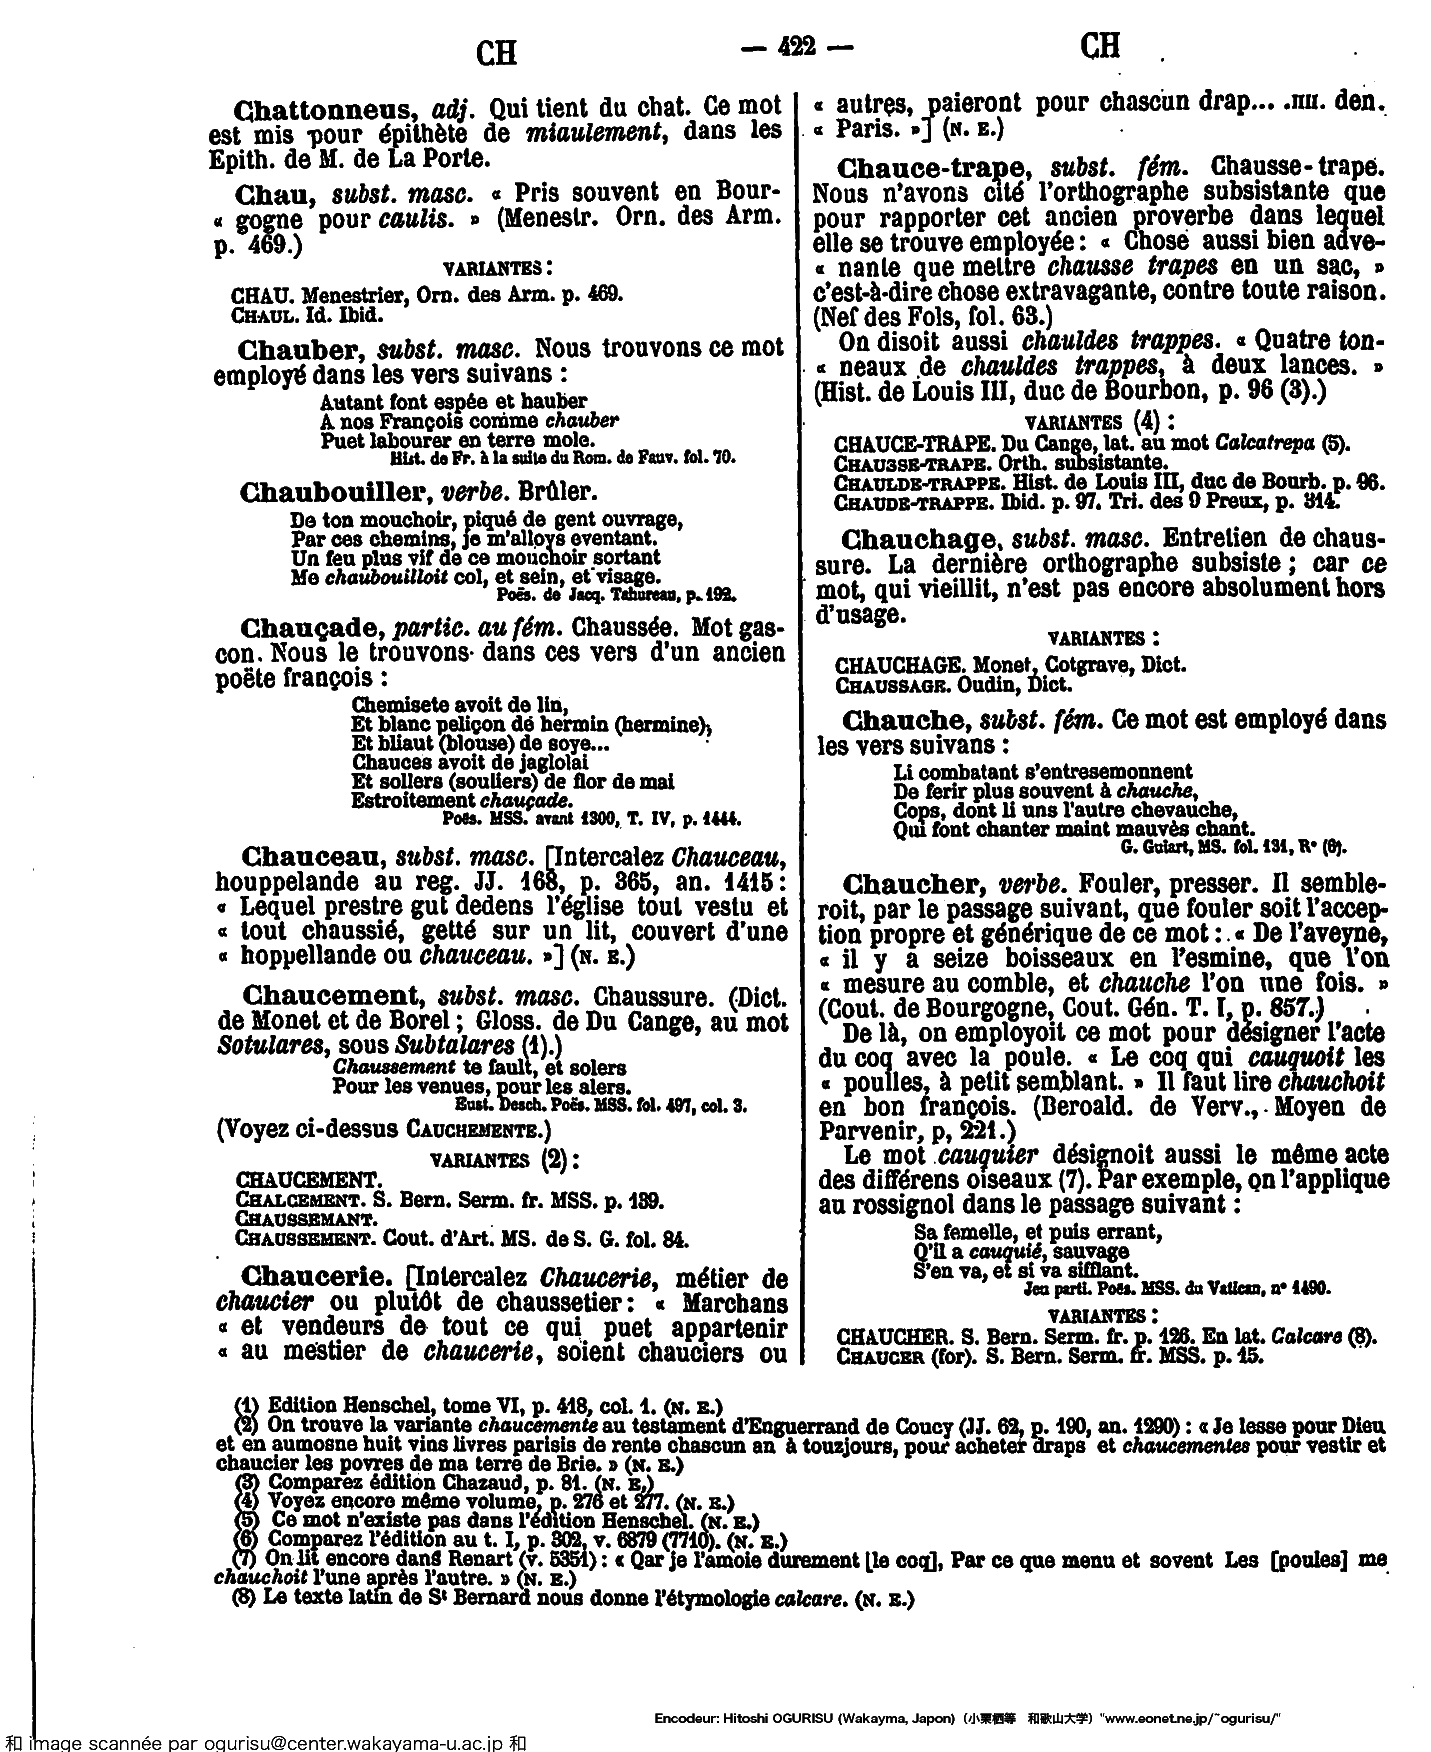 CH
— 422 —
CH
Chattonneus, adj. Qui tient du chat. Ce mot
est mis pour épithète de miaulement, dans les
Epith. de M. de La Porte.
Chau, subst. masc. « Pris souvent en Bour-
« gogne pour caulis. » (Menestr. Orn. des Arm.
p. 469.)
VARIANTES :
CHAU. Menestrier, Orn. des Arm. p. 469.
CHAUL. Id. Ibid.
Chauber, subst. masc. Nous trouvons ce mot
employé dans les vers suivans :
Autant font espée et hauber
A nos François comme chauber
Puet labourer en terre mole.
Hist. de Fr. à la suite du Rom. de Fauv. fol. 70.
Chaubouiller, verbe. Brûler.
De ton mouchoir, piqué de gent ouvrage,
Par ces chemins, je m'alloys eventant.
Un feu plus vif de ce mouchoir sortant
Me chaubouilloit col, et sein, et visage.
Poës. de Jacq. Tahureau, p. 192.
Chauçade, partic. au fém. Chaussée. Mot gas-
con. Nous le trouvons dans ces vers d'un ancien
poëte françois :
Chemisete avoit de lin,
Et blanc peliçon de hermin (hermine),
Et bliaut (blouse) de soye...
Chauces avoit de jaglolai
Et sollers (souliers) de flor de mai
Estroitement chauçade.
Poës. MSS. avant 1300, T. IV, p. 1444.
Chauceau, subst. masc. [Intercalez Chauceau,
houppelande au reg. JJ. 168, p. 365, an. 1415 :
« Lequel prestre gut dedens l'église tout vestu et
« tout chaussié, getté sur un lit, couvert d'une
« hoppellande ou chauceau. »] (N. E.)
Chaucement, subst. masc. Chaussure. (Dict.
de Monet et de Borel ; Gloss. de Du Cange, au mot
Sotulares, sous Subtalares (1).)
Chaussement te fault, et solers
Pour les venues, pour les alers.
Eust. Desch. Poës. MSS. fol. 497, col. 3.
(Voyez ci-dessus CAUCHEMENTE.)
VARIANTES (2) :
CHAUCEMENT.
CHALCEMENT. S. Bern. Serm. fr. MSS. p. 139.
CHAUSSEMANT.
CHAUSSEMENT. Cout. d'Art. MS. de S. G. fol. 84.
Chaucerie. [Intercalez Chaucerie, métier de
chaucier ou plutôt de chaussetier : « Marchans
« et vendeurs de tout ce qui puet appartenir
« au mestier de chaucerie, soient chauciers ou
« autres, paieront pour chascun drap... .IIII. den.
« Paris. »] (N. E.)
Chauce-trape, subst. fém. Chausse-trape.
Nous n'avons cité l'orthographe subsistante que
pour rapporter cet ancien proverbe dans lequel
elle se trouve employée : « Chose aussi bien adve-
« nante que mettre chausse trapes en un sac, »
c'est-à-dire chose extravagante, contre toute raison.
(Nef des Fols, fol. 63.)
On disoit aussi chauldes trappes. « Quatre ton-
« neaux de chauldes trappes, à deux lances. »
(Hist. de Louis III, duc de Bourbon, p. 96 (3).)
VARIANTES (4) :
CHAUCE-TRAPE. Du Cange, lat. au mot Calcatrepa (5).
CHAUSSE-TRAPE. Orth. subsistante.
CHAULDE-TRAPPE. Hist. de Louis III, duc de Bourb. p. 96.
CHAUDE-TRAPPE. Ibid. p. 97. Tri. des 9 Preux, p. 314.
Chauchage, subst. masc. Entretien de chaus-
sure. La dernière orthographe subsiste ; car ce
mot, qui vieillit, n'est pas encore absolument hors
d'usage.
VARIANTES :
CHAUCHAGE. Monet, Cotgrave, Dict.
CHAUSSAGE. Oudin, Dict.
Chauche, subst. fém. Ce mot est employé dans
les vers suivans :
Li combatant s'entresemonnent
De ferir plus souvent à chauche,
Cops, dont li uns l'autre chevauche,
Qui font chanter maint mauvès chant.
G. Guiart, MS. fol. 131, R° (6).
Chaucher, verbe. Fouler, presser. Il semble-
roit, par le passage suivant, que fouler soit l'accep-
tion propre et générique de ce mot : « De l'aveyne,
« il y a seize boisseaux en l'esmine, que l'on
« mesure au comble, et chauche l'on une fois. »
(Cout. de Bourgogne, Cout. Gén. T. I, p. 857.)
De là, on employoit ce mot pour désigner l'acte
du coq avec la poule. « Le coq qui cauquoit les
« poulles, à petit semblant. » Il faut lire chauchoit
en bon françois. (Beroald. de Verv., Moyen de
Parvenir, p, 221.)
Le mot cauquier désignoit aussi le même acte
des différens oiseaux (7). Par exemple, on l'applique
au rossignol dans le passage suivant :
Sa femelle, et puis errant,
Q'il a cauquié, sauvage
S'en va, et si va sifflant.
Jeu parti. Poës. MSS. du Vatican, n° 1490.
VARIANTES :
CHAUCHER. S. Bern. Serm. fr. p. 126. En lat. Calcare (8).
CHAUCER (for). S. Bern. Serm. fr. MSS. p. 15.
(1) Edition Henschel, tome VI, p. 418, col. 1. (N. E.)
(2) On trouve la variante chaucemente au testament d'Enguerrand de Coucy (JJ. 62, p. 190, an. 1290) : « Je lesse pour Dieu
et en aumosne huit vins livres parisis de rente chascun an à touzjours, pour acheter draps et chaucementes pour vestir et
chaucier les povres de ma terre de Brie. » (N. E.)
(3) Comparez édition Chazaud, p. 81. (N. E.)
(4) Voyez encore même volume, p. 276 et 277. (N. E.)
(5) Ce mot n'existe pas dans l'édition Henschel. (N. E.)
(6) Comparez l'édition au t. I, p. 302, v. 6879 (7710). (N. E.)
(7) On lit encore dans Renart (v. 5351) : « Qar je l'amoie durement [le coq], Par ce que menu et sovent Les [poules] me
chauchoit l'une après l'autre. » (N. E.)
(8) Le texte latin de St Bernard nous donne l'étymologie calcare. (N. E.)
Encodeur: Hitoshi OGURISU (Wakayma, Japon) (小栗栖等 和歌山大学) "www.eonet.ne.jp/~ogurisu/"
和 image scannée par ogurisu@center.wakayama-u.ac.jp 和